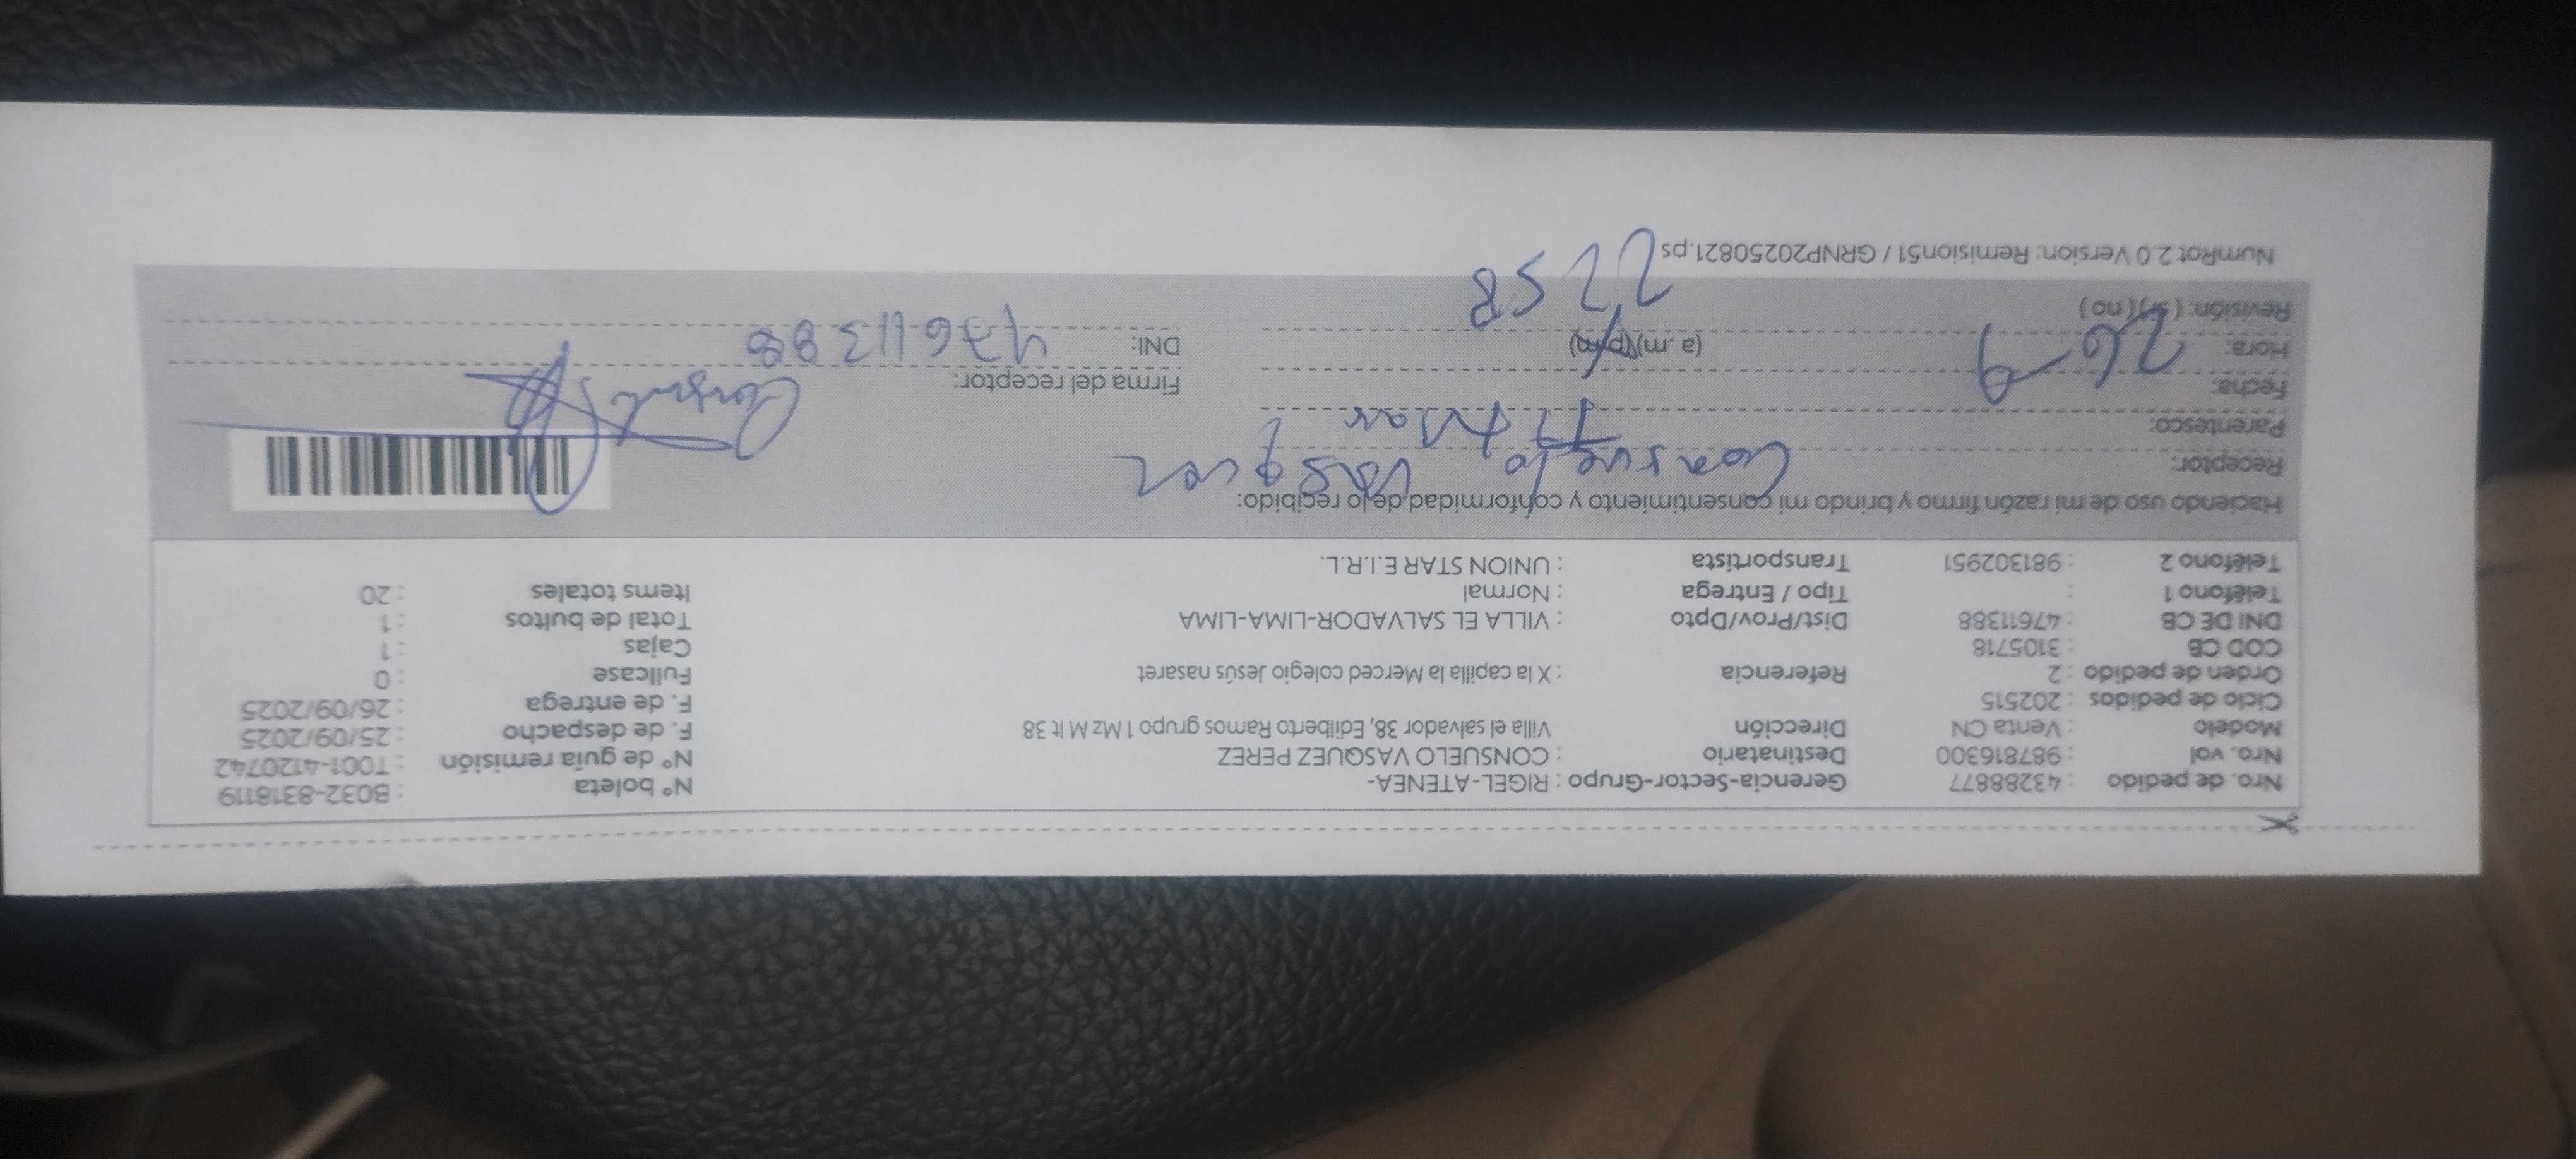 Nro. de pedido : 43288877 Gerencia-Sector-Grupo : RIGEL-ATENEA- N° boleta : B032-8318119
Nro. vol : 987816300 Destinatario : CONSUELO VASQUEZ PEREZ N° de guía remisión : T001-4120742
Modelo : Venta CN Dirección Villa el salvador 38, Ediliberto Ramos grupo 1 Mz M lt 38 F. de despacho : 25/09/2025
Ciclo de pedidos : 202515 F. de entrega : 26/09/2025
Orden de pedido : 2 Referencia : X la capilla la Merced colegio Jesús nasaret Fullcase : 0
COD CB : 3105718 Cajas : 1
DNI DE CB : 47611388 Dist/Prov/Dpto : VILLA EL SALVADOR-LIMA-LIMA Total de bultos : 1
Teléfono 1 : Tipo / Entrega : Normal Items totales : 20
Teléfono 2 : 981302951 Transportista : UNION STAR E.I.R.L.
Haciendo uso de mi razón firmo y brindo mi consentimiento y conformidad de lo recibido:
Receptor: Consuelo Vasquez
Parentesco:
Fecha: 26-9 Firma del receptor:
Hora: (a.m)(p.m) DNI: 47611388
Revisión: (si) (no)
NumRot 2.0 Version: Remision51 / GRNP20250821.ps